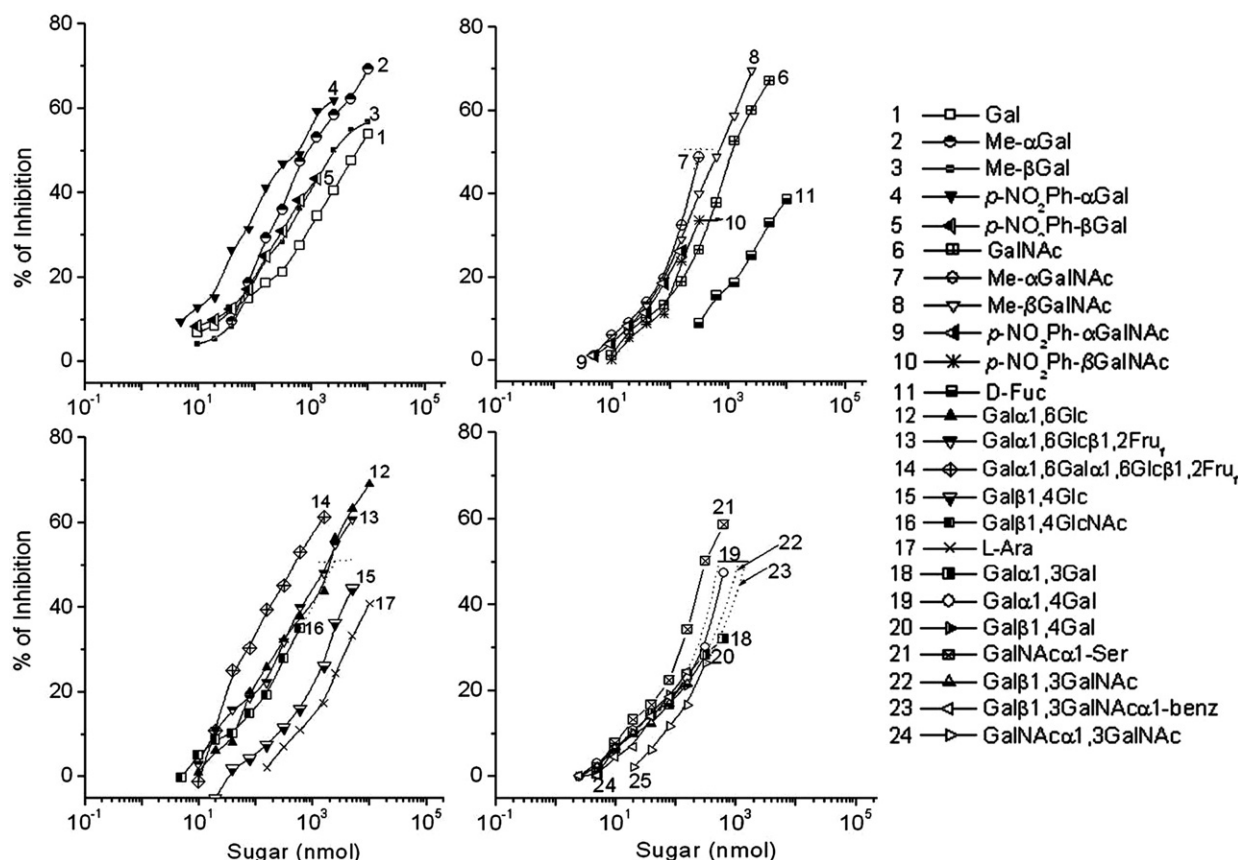 80
60
40
20
0
% of Inhibition
4
2
3
1
5
10⁻¹ 10¹ 10³ 10⁵
80
60
40
20
0
8
6
7
10
11
9
10⁻¹ 10¹ 10³ 10⁵
80
60
40
20
0
% of Inhibition
12
14
13
15
16
17
10⁻¹ 10¹ 10³ 10⁵
Sugar (nmol)
80
60
40
20
0
21
19
22
23
18
20
24
25
10⁻¹ 10¹ 10³ 10⁵
Sugar (nmol)
1 Gal
2 Me-αGal
3 Me-βGal
4 p-NO₂Ph-αGal
5 p-NO₂Ph-βGal
6 GalNAc
7 Me-αGalNAc
8 Me-βGalNAc
9 p-NO₂Ph-αGalNAc
10 p-NO₂Ph-βGalNAc
11 D-Fuc
12 Galα1,6Glc
13 Galα1,6Glcβ1,2Fruf
14 Galα1,6Galα1,6Glcβ1,2Fruf
15 Galβ1,4Glc
16 Galβ1,4GlcNAc
17 L-Ara
18 Galα1,3Gal
19 Galα1,4Gal
20 Galβ1,4Gal
21 GalNAcα1-Ser
22 Galβ1,3GalNAc
23 Galβ1,3GalNAcα1-benz
24 GalNAcα1,3GalNAc